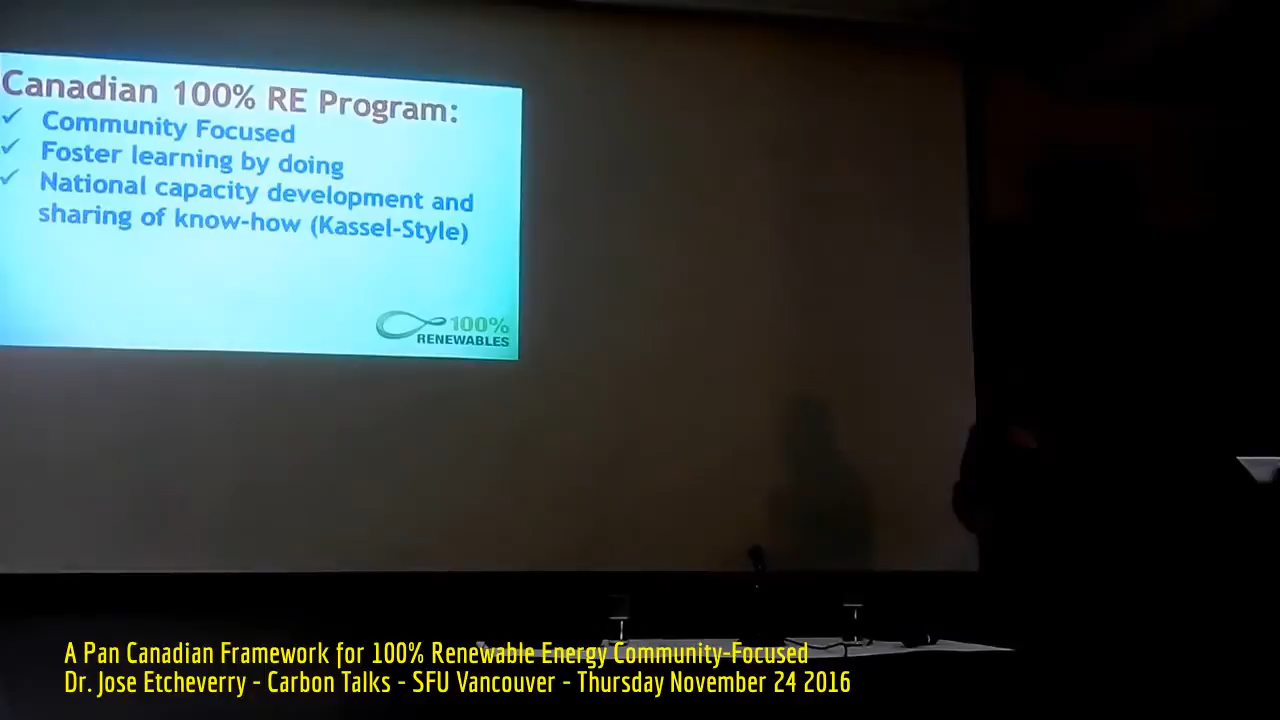 Canadian 100% RE Program:
✓ Community Focused
✓ Foster learning by doing
✓ National capacity development and
sharing of know-how (Kassel-Style)
100%
RENEWABLES
A Pan Canadian Framework for 100% Renewable Energy Community-Focused
Dr. Jose Etcheverry - Carbon Talks - SFU Vancouver - Thursday November 24 2016